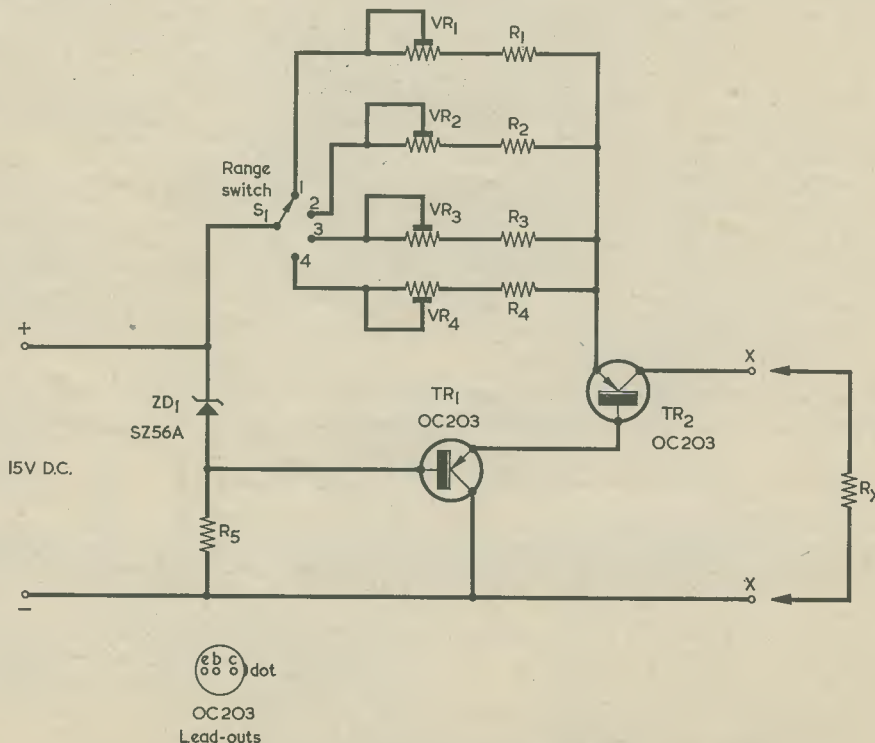 VR₁
R₁
VR₂
R₂
Range
switch
S₁
1
2
3
4
VR₃
R₃
VR₄
R₄
+
ZD₁
SZ56A
TR₁
OC203
X
TR₂
OC203
15V D.C.
R₅
Rₓ
−
X
e b c
dot
OC203
Lead-outs